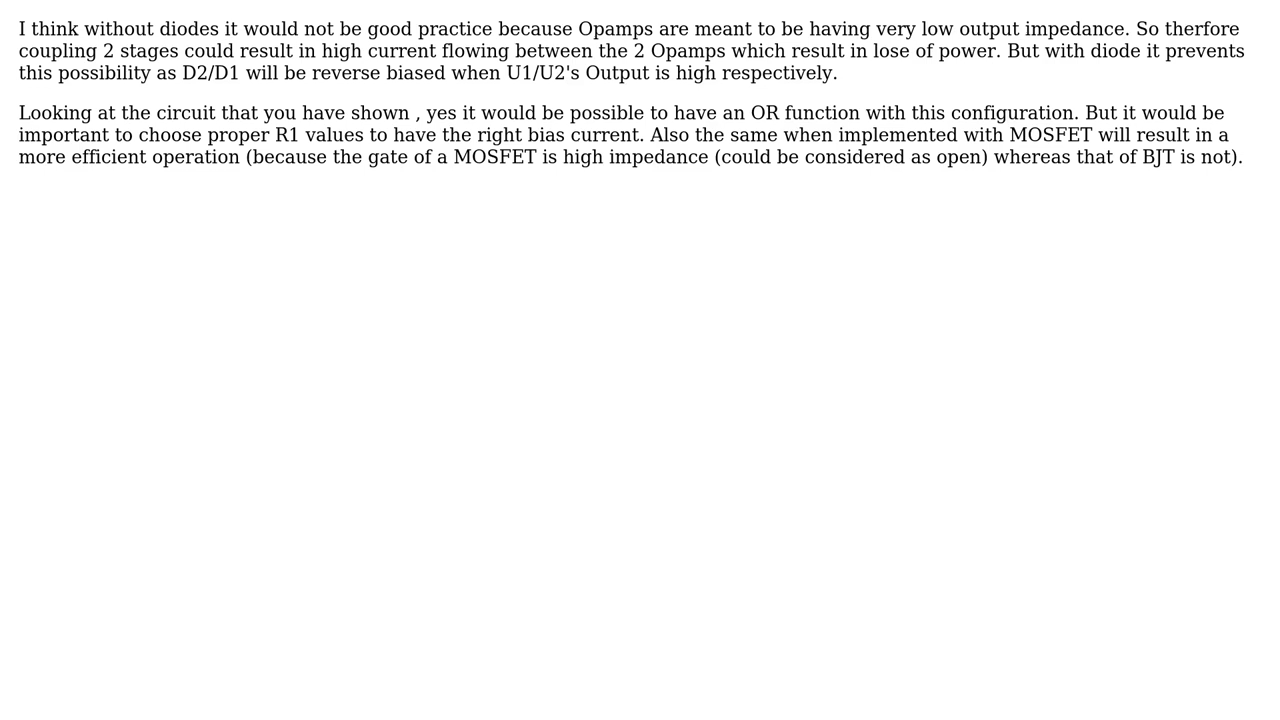 I think without diodes it would not be good practice because Opamps are meant to be having very low output impedance. So therfore
coupling 2 stages could result in high current flowing between the 2 Opamps which result in lose of power. But with diode it prevents
this possibility as D2/D1 will be reverse biased when U1/U2's Output is high respectively.
Looking at the circuit that you have shown , yes it would be possible to have an OR function with this configuration. But it would be
important to choose proper R1 values to have the right bias current. Also the same when implemented with MOSFET will result in a
more efficient operation (because the gate of a MOSFET is high impedance (could be considered as open) whereas that of BJT is not).